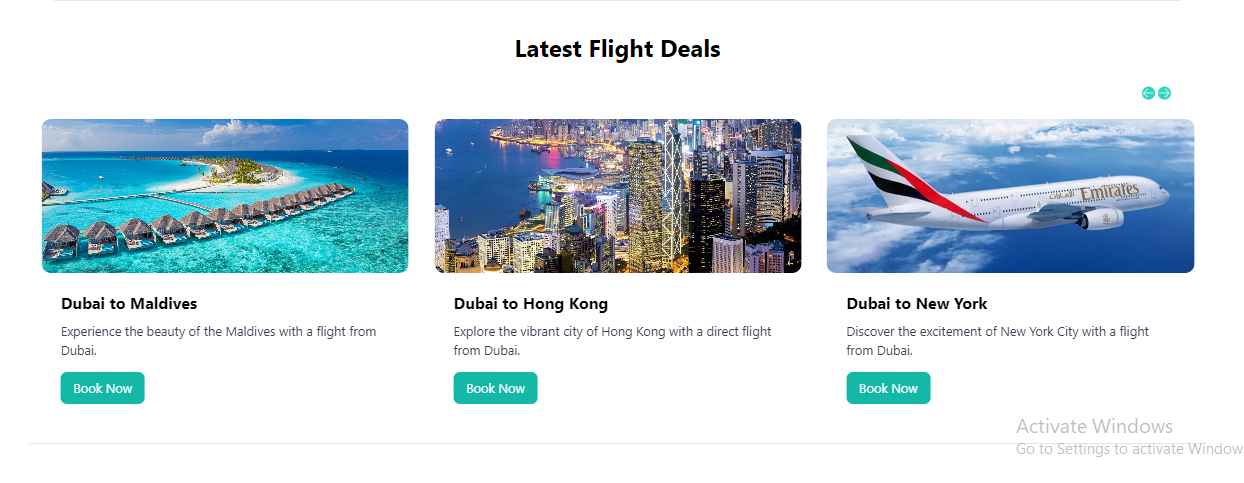 Latest Flight Deals
Emirates
Dubai to Maldives
Experience the beauty of the Maldives with a flight from
Dubai.
Book Now
Dubai to Hong Kong
Explore the vibrant city of Hong Kong with a direct flight
from Dubai.
Book Now
Dubai to New York
Discover the excitement of New York City with a flight
from Dubai.
Book Now
Activate Windows
Go to Settings to activate Window